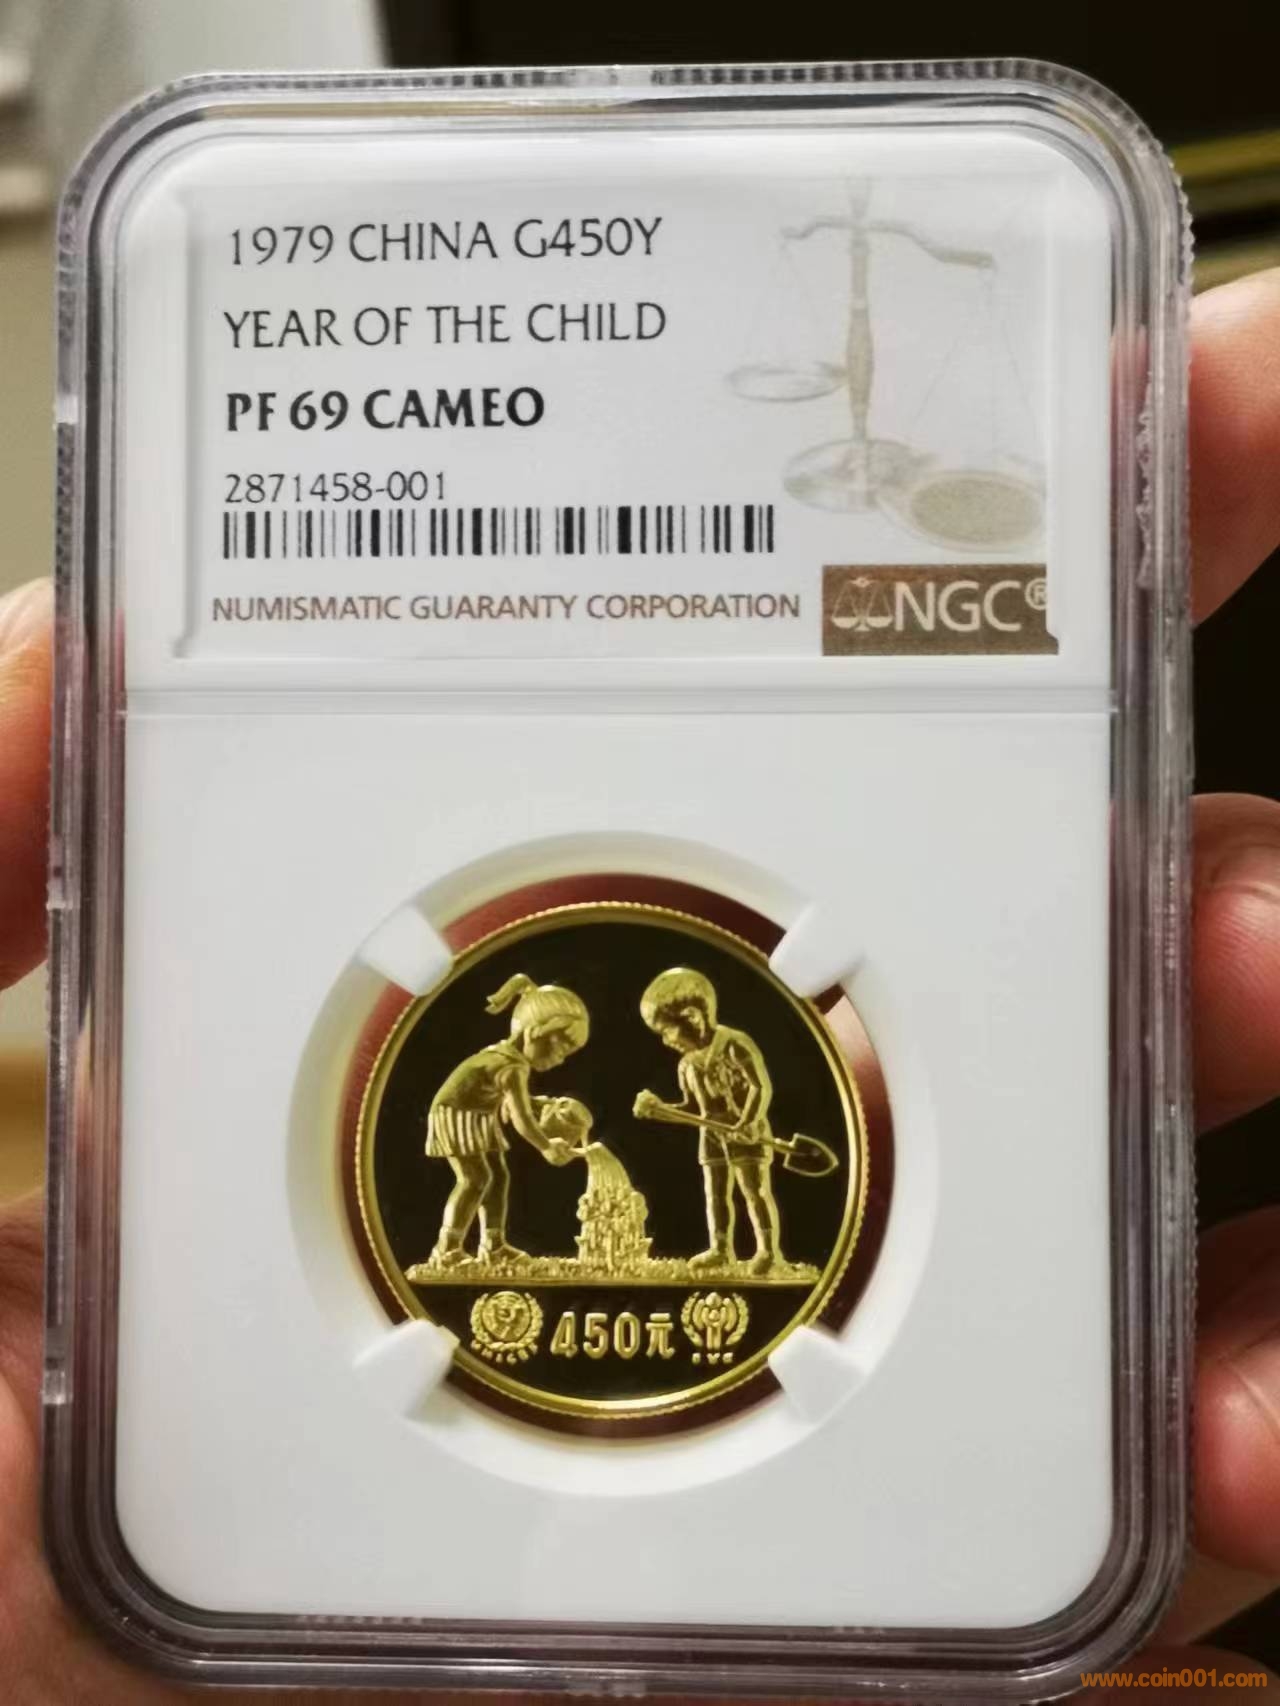 1979 CHINA G450Y
YEAR OF THE CHILD
PF 69 CAMEO
2871458-001
NUMISMATIC GUARANTY CORPORATION
NGC®
450元
UNICEF
www.coin001.com